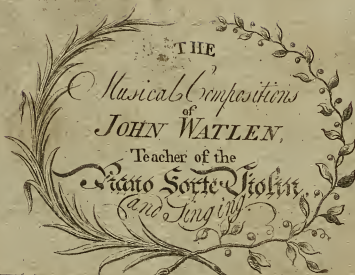 THE
Musical Compositions
of
JOHN WATLEN,
Teacher of the
Piano Forte Violin
and Singing